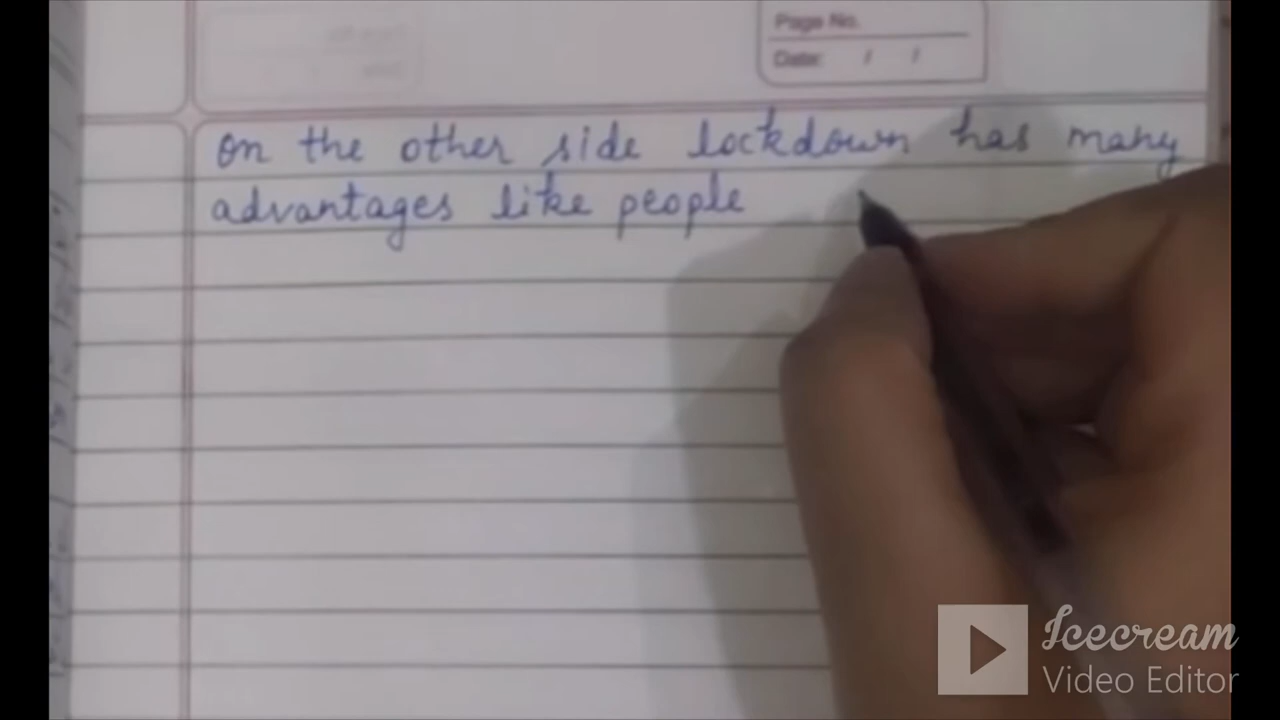 Page No.
Date: / /
on the other side lockdown has many
advantages like people
Icecream
Video Editor